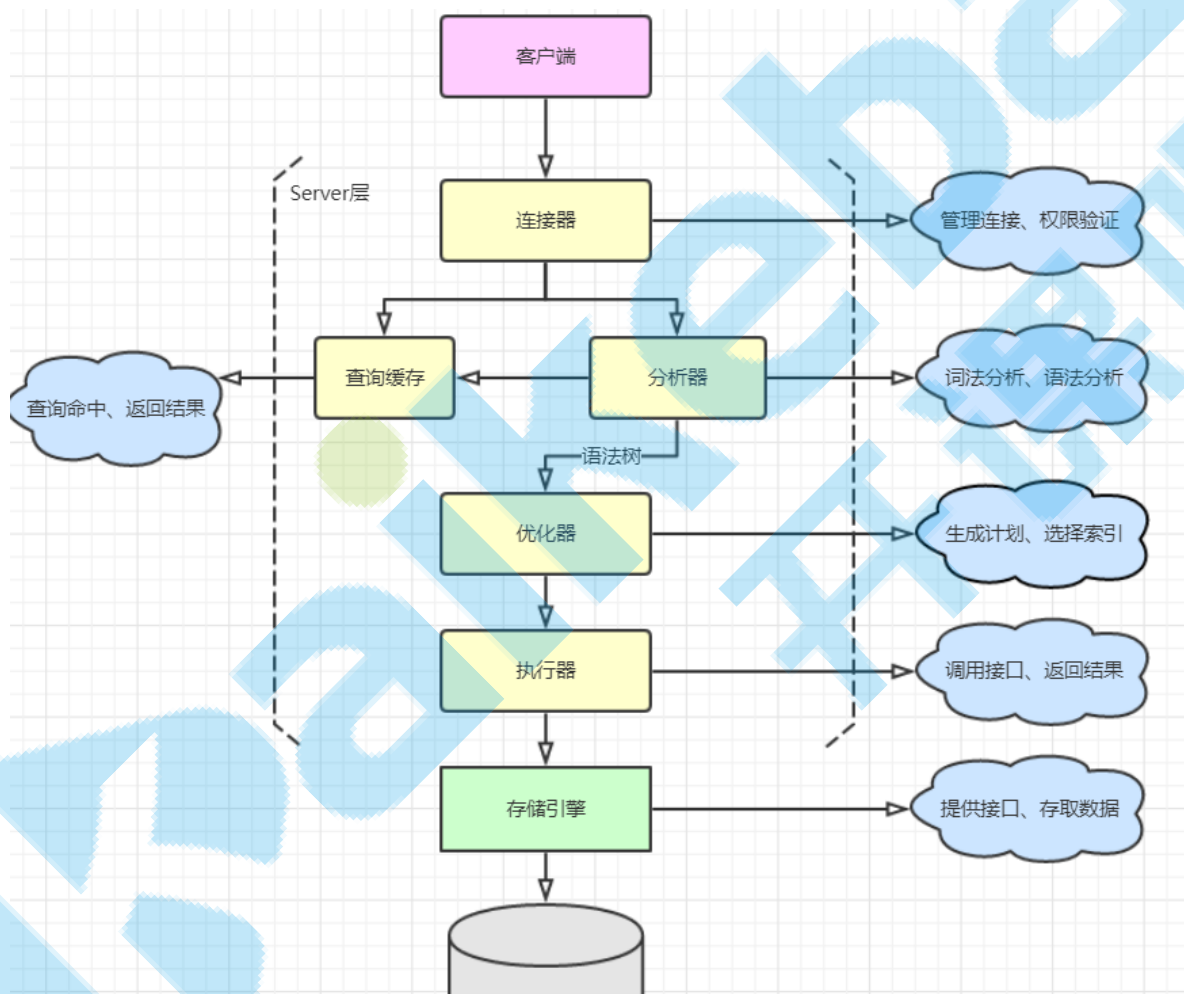 客户端
Server层
连接器
管理连接、权限验证
查询缓存
分析器
词法分析、语法分析
查询命中、返回结果
语法树
优化器
生成计划、选择索引
执行器
调用接口、返回结果
存储引擎
提供接口、存取数据